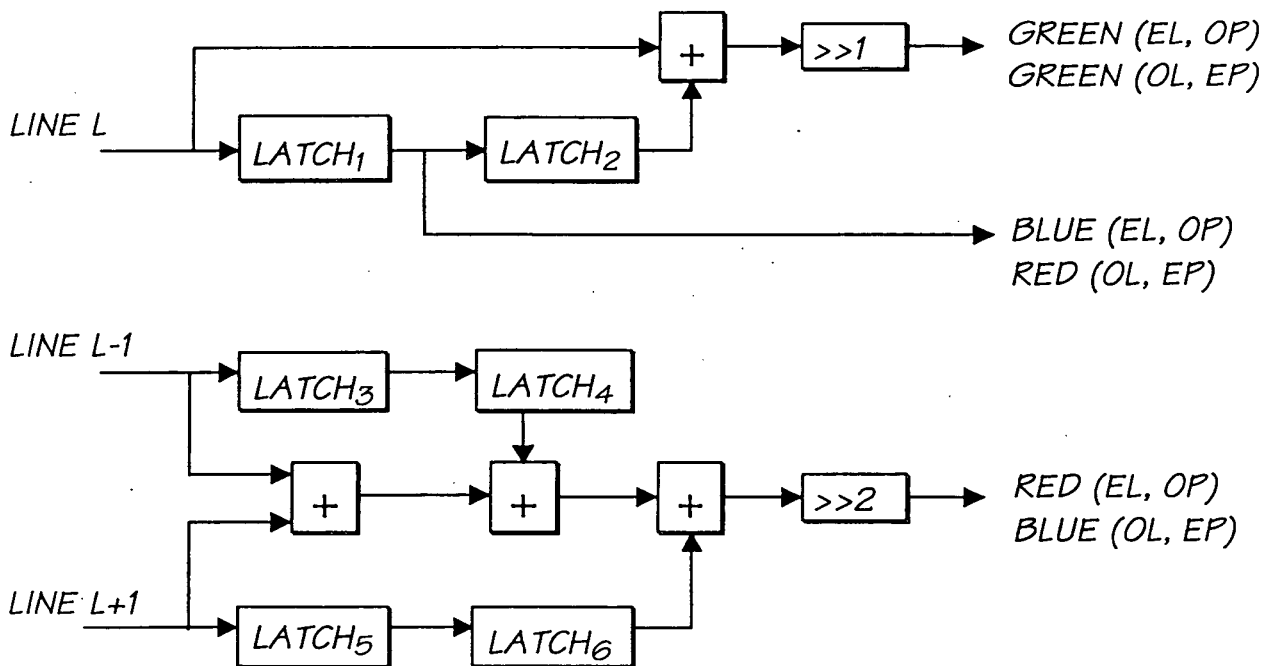 +
>>1
GREEN (EL, OP)
GREEN (OL, EP)
LINE L
LATCH₁
LATCH₂
BLUE (EL, OP)
RED (OL, EP)
LINE L-1
LATCH₃
LATCH₄
+
+
+
>>2
RED (EL, OP)
BLUE (OL, EP)
LINE L+1
LATCH₅
LATCH₆